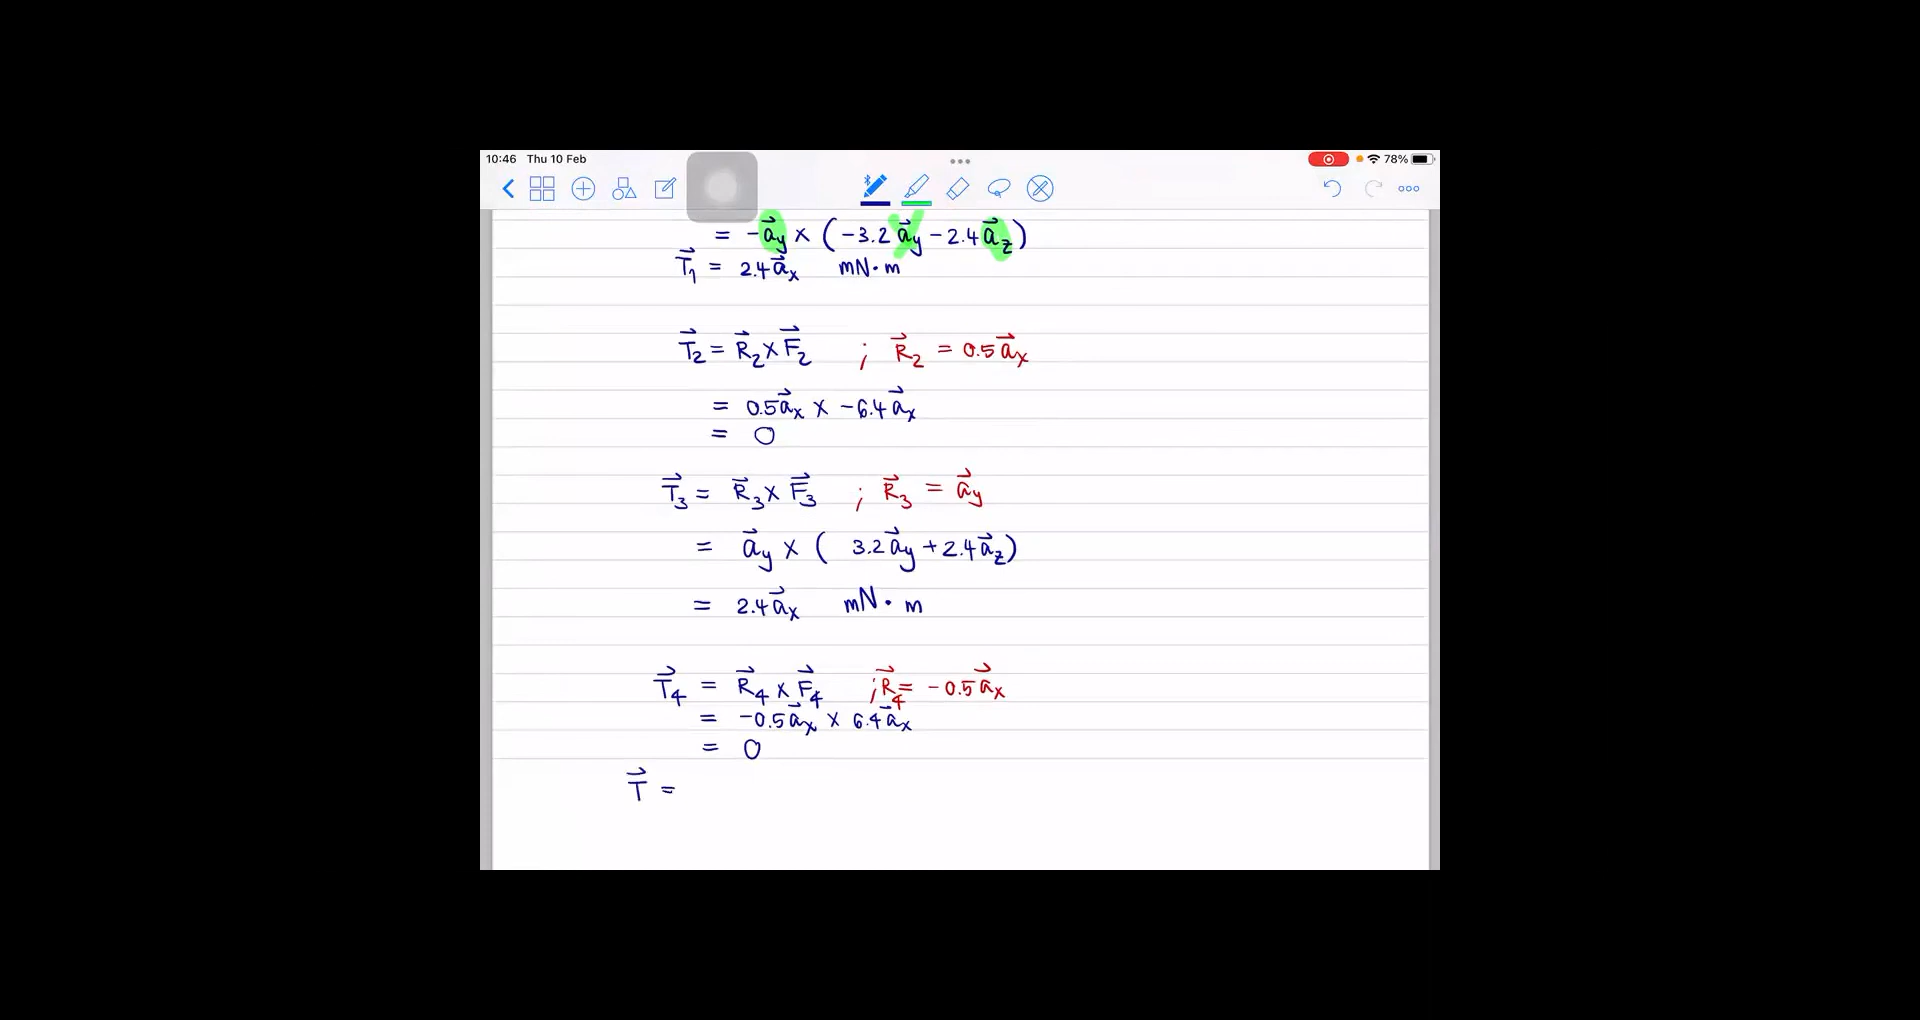 10:46 Thu 10 Feb 78%
= -a⃗y × (-3.2 a⃗y - 2.4 a⃗z)
T⃗1 = 2.4 a⃗x mN·m
T⃗2 = R⃗2 × F⃗2 ; R⃗2 = 0.5 a⃗x
= 0.5 a⃗x × -6.4 a⃗x
= 0
T⃗3 = R⃗3 × F⃗3 ; R⃗3 = a⃗y
= a⃗y × ( 3.2 a⃗y + 2.4 a⃗z)
= 2.4 a⃗x mN·m
T⃗4 = R⃗4 × F⃗4 ; R⃗4 = -0.5 a⃗x
= -0.5 a⃗x × 6.4 a⃗x
= 0
T⃗ =